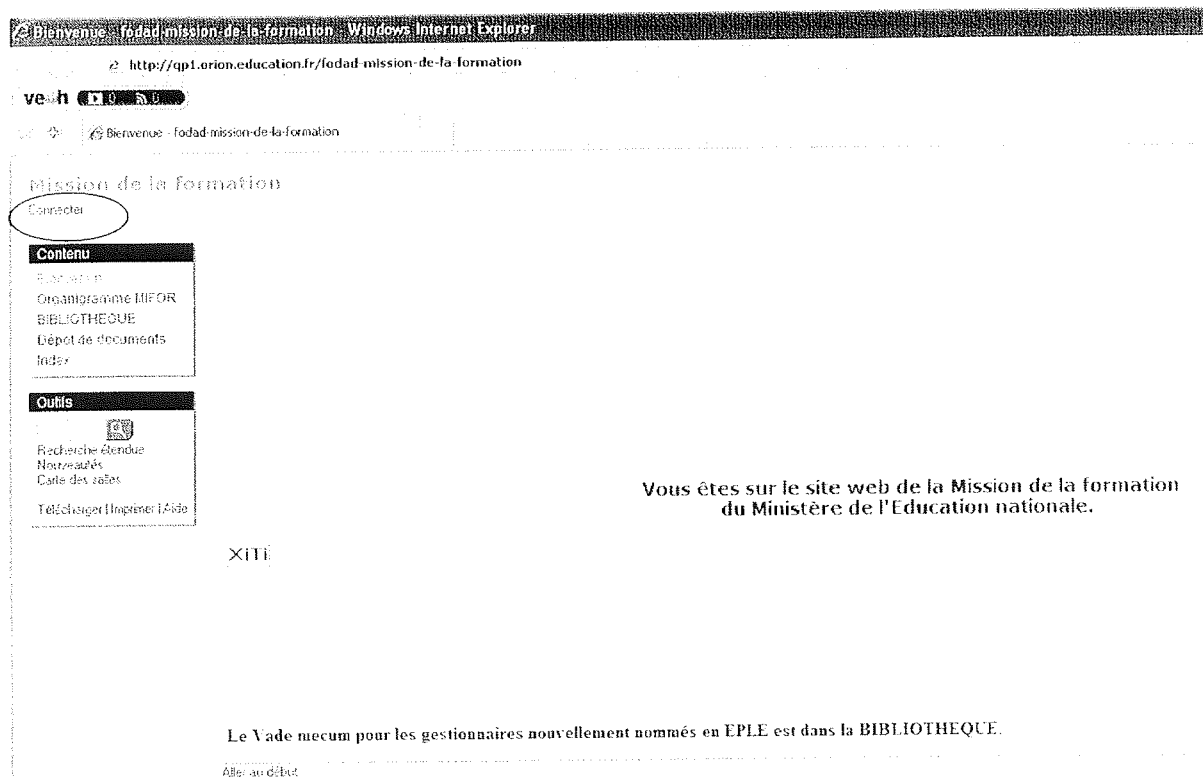 Bienvenue - fodad-mission-de-la-formation - Windows Internet Explorer
http://qp1.orion.education.fr/fodad-mission-de-la-formation
Bienvenue - fodad-mission-de-la-formation
Mission de la formation
Connecter
Contenu
Organigramme MIFOR
BIBLIOTHEQUE
Dépot de documents
Index
Outils
Recherche étendue
Nouveautés
Carte des salles
Télécharger | Imprimer | Aide
Vous êtes sur le site web de la Mission de la formation
du Ministère de l'Education nationale.
XiTi
Le Vade mecum pour les gestionnaires nouvellement nommés en EPLE est dans la BIBLIOTHEQUE.
Aller au début